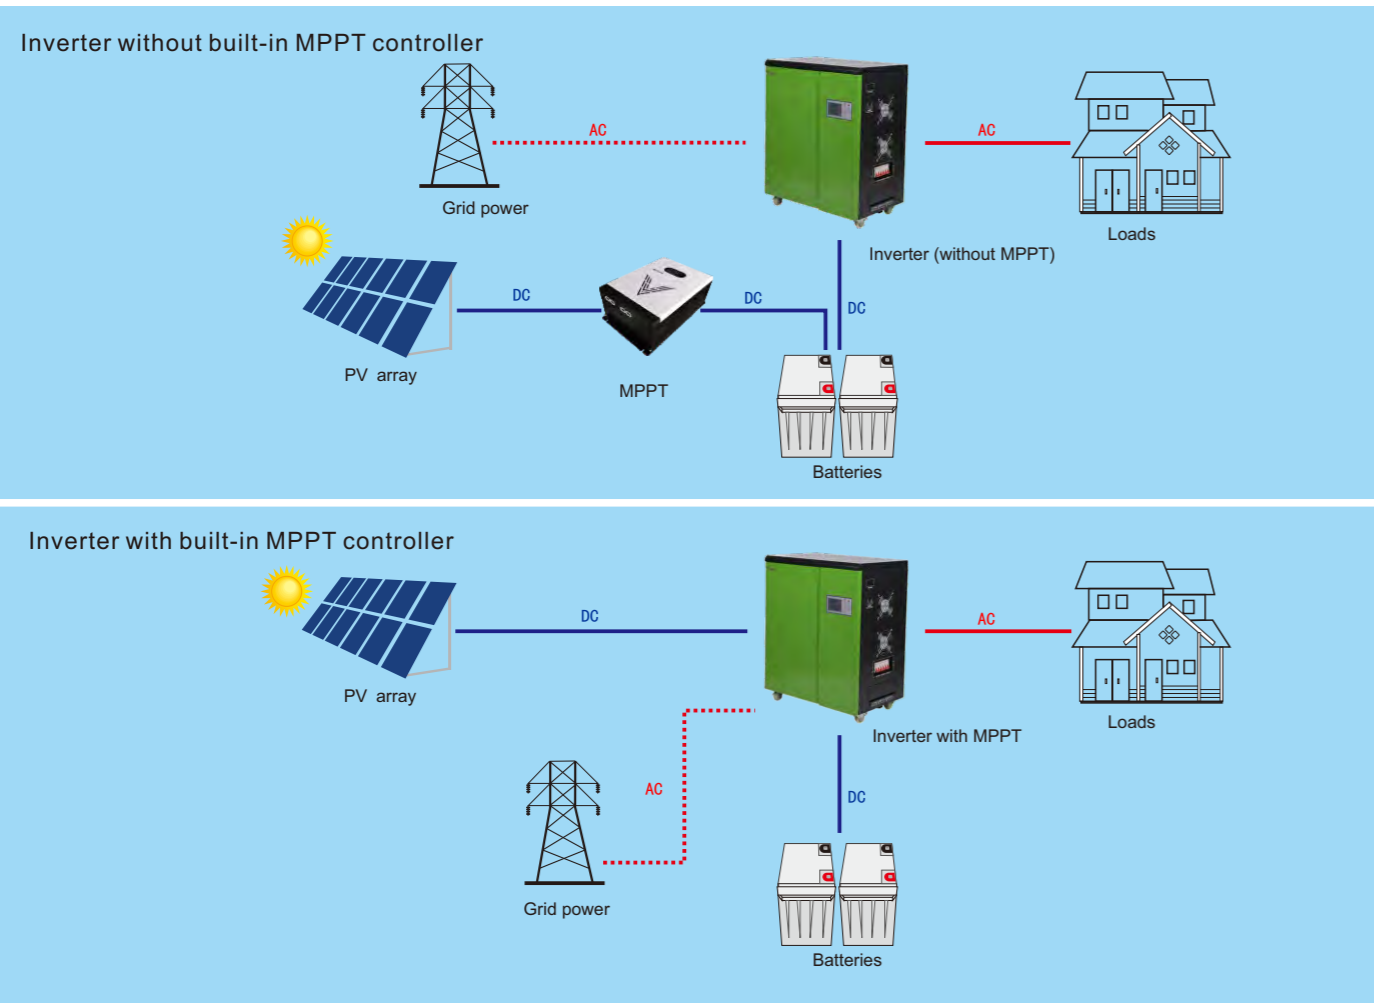 Inverter without built-in MPPT controller
AC
AC
Grid power
Loads
Inverter (without MPPT)
DC
DC
DC
PV array
MPPT
Batteries
Inverter with built-in MPPT controller
DC
AC
PV array
Loads
Inverter with MPPT
AC
DC
Grid power
Batteries